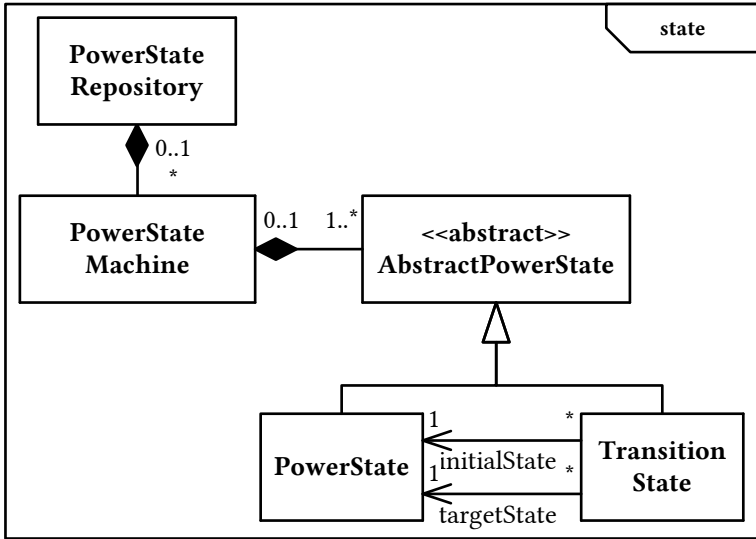 state
PowerState
Repository
0..1
*
PowerState
Machine
0..1
1..*
<<abstract>>
AbstractPowerState
PowerState
1
*
initialState
1
*
targetState
Transition
State